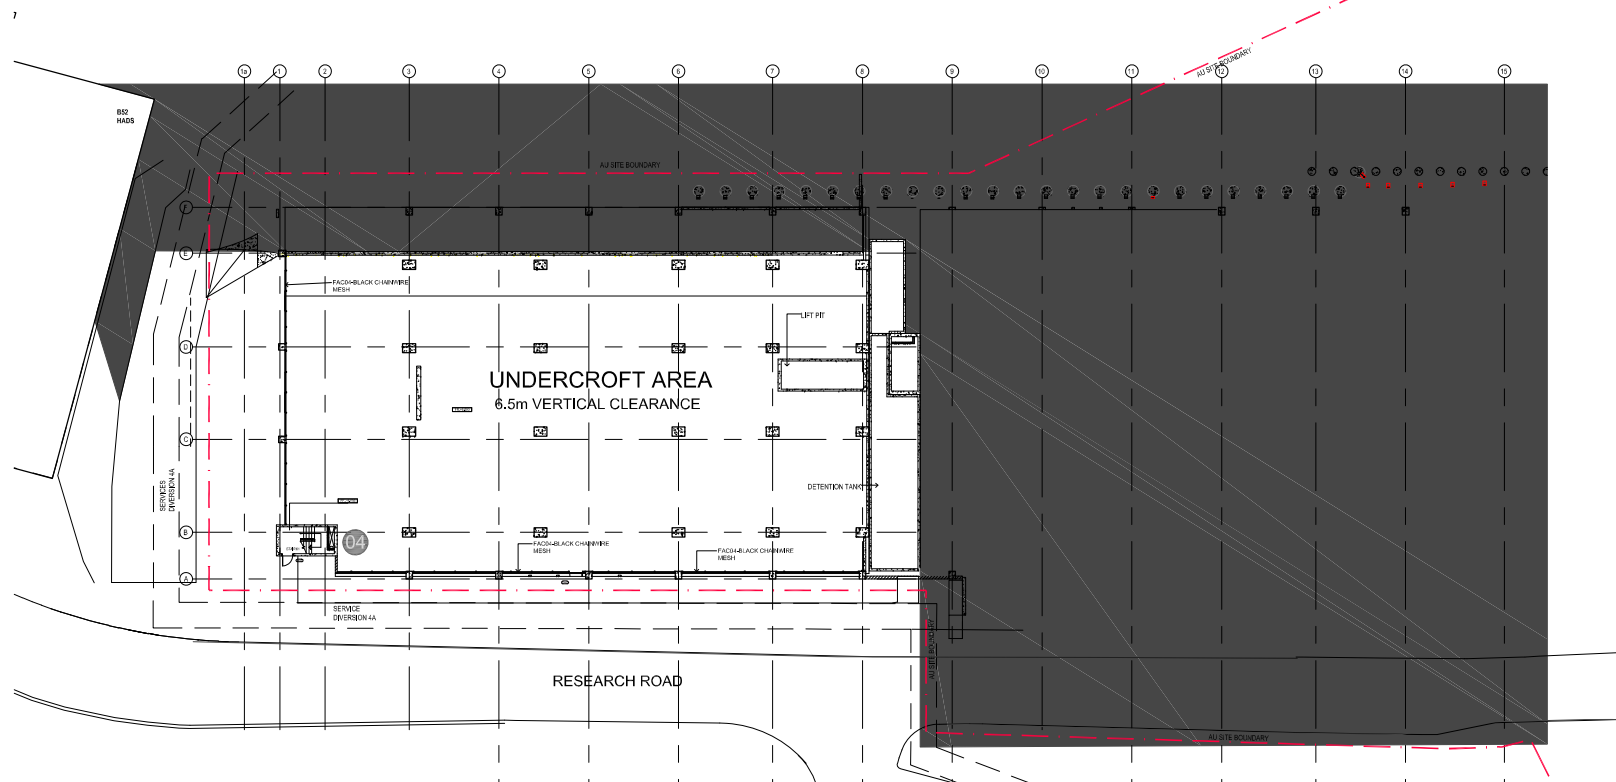 1a
1
2
3
4
5
6
7
8
9
10
11
12
13
14
15
AU SITE BOUNDARY
B52
HADS
AU SITE BOUNDARY
F
E
FAC04-BLACK CHAINWIRE
MESH
LIFT PIT
D
UNDERCROFT AREA
6.5m VERTICAL CLEARANCE
C
SERVICES
DIVERSION 4A
DETENTION TANK
B
04
FAC04-BLACK CHAINWIRE
MESH
FAC04-BLACK CHAINWIRE
MESH
A
SERVICE
DIVERSION 4A
AU SITE BOUNDARY
RESEARCH ROAD
AU SITE BOUNDARY